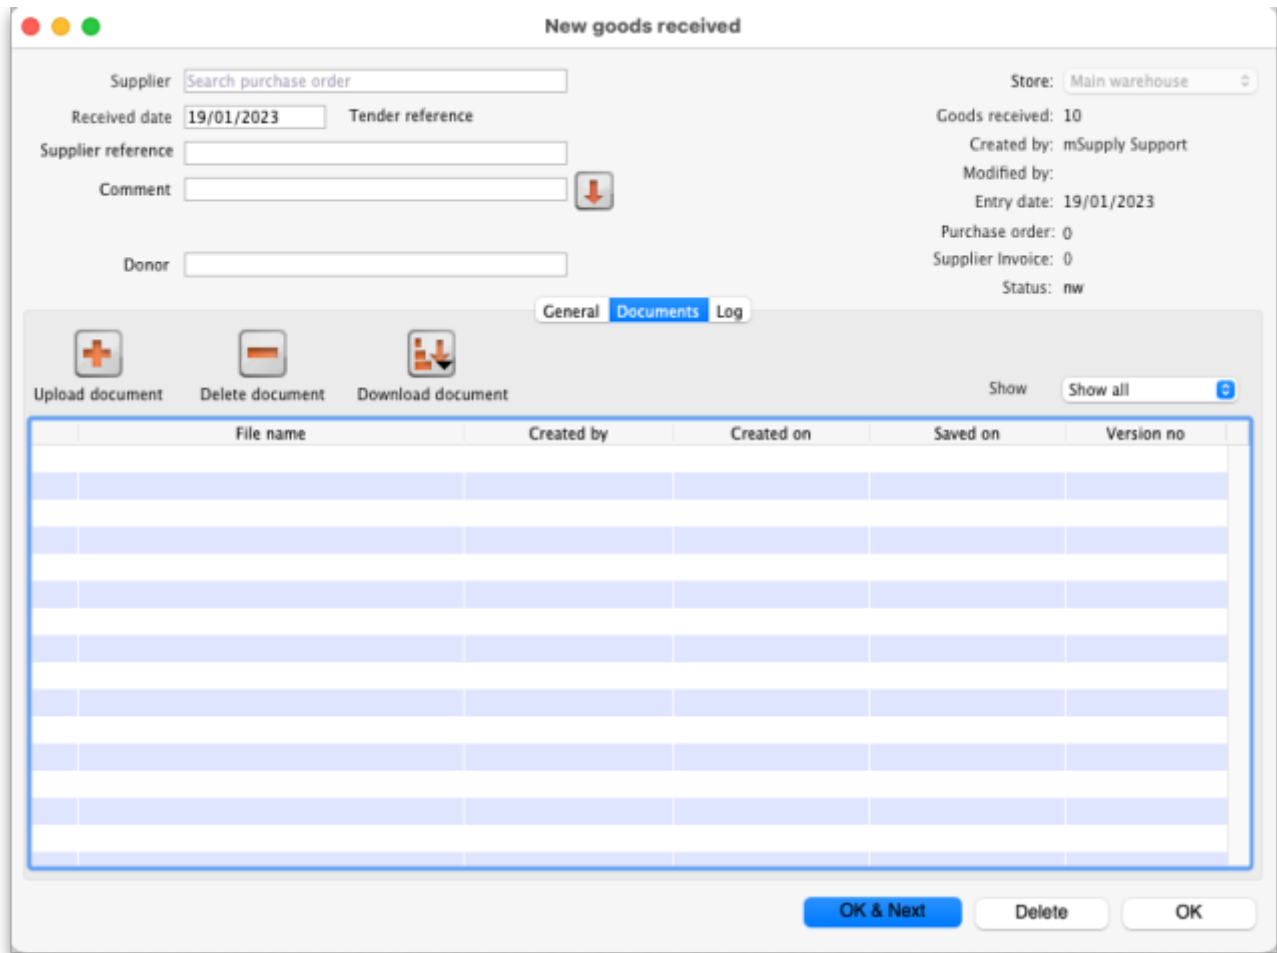 New goods received
Supplier Search purchase order
Store: Main warehouse
Received date 19/01/2023 Tender reference
Goods received: 10
Supplier reference
Created by: mSupply Support
Modified by:
Comment
Entry date: 19/01/2023
Purchase order: 0
Donor
Supplier Invoice: 0
Status: nw
General Documents Log
Upload document Delete document Download document
Show Show all
File name Created by Created on Saved on Version no
OK & Next Delete OK